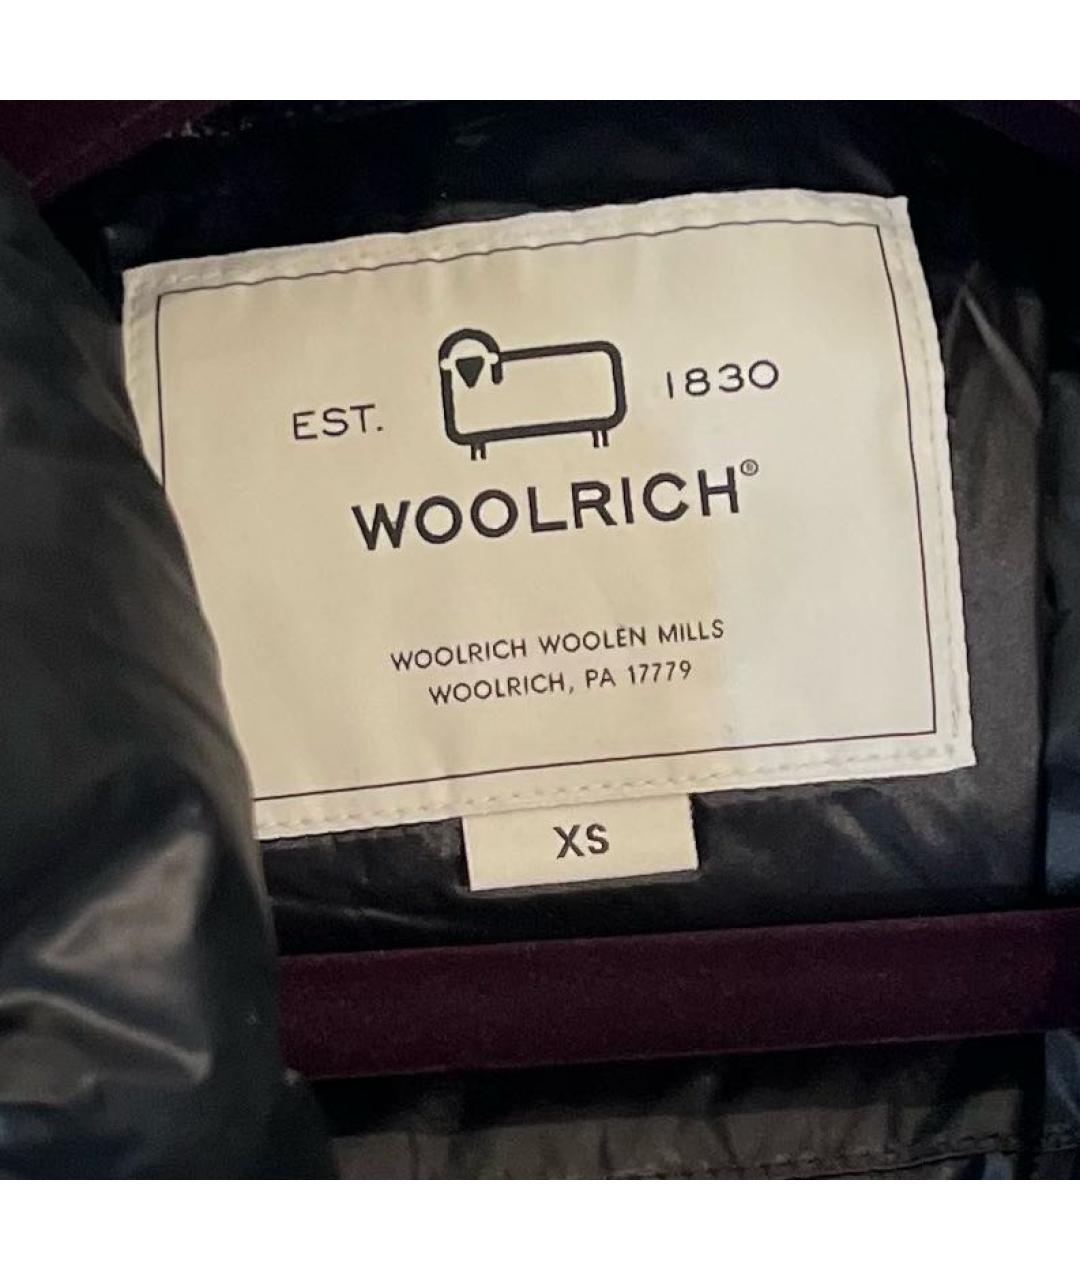 EST. 1830
WOOLRICH®
WOOLRICH WOOLEN MILLS
WOOLRICH, PA 17779
XS